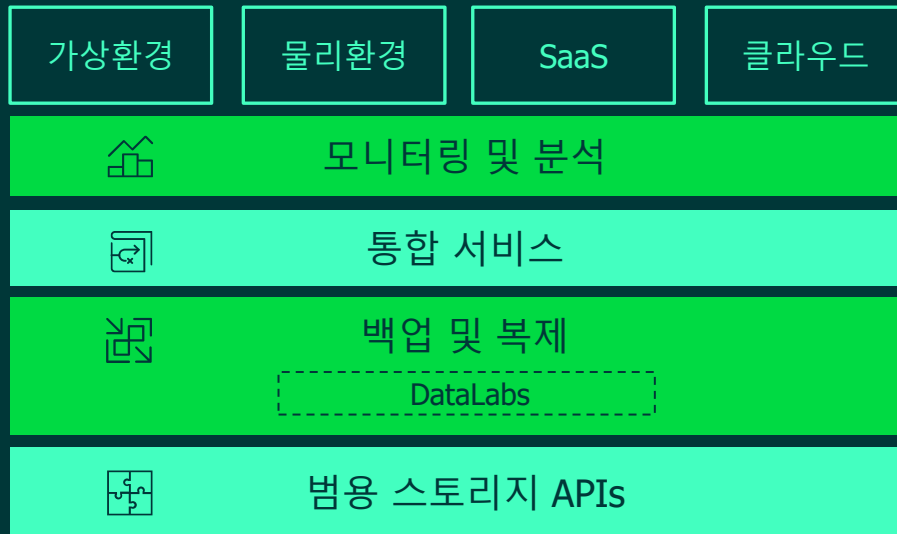 가상환경
물리환경
SaaS
클라우드
모니터링 및 분석
통합 서비스
백업 및 복제
DataLabs
범용 스토리지 APIs